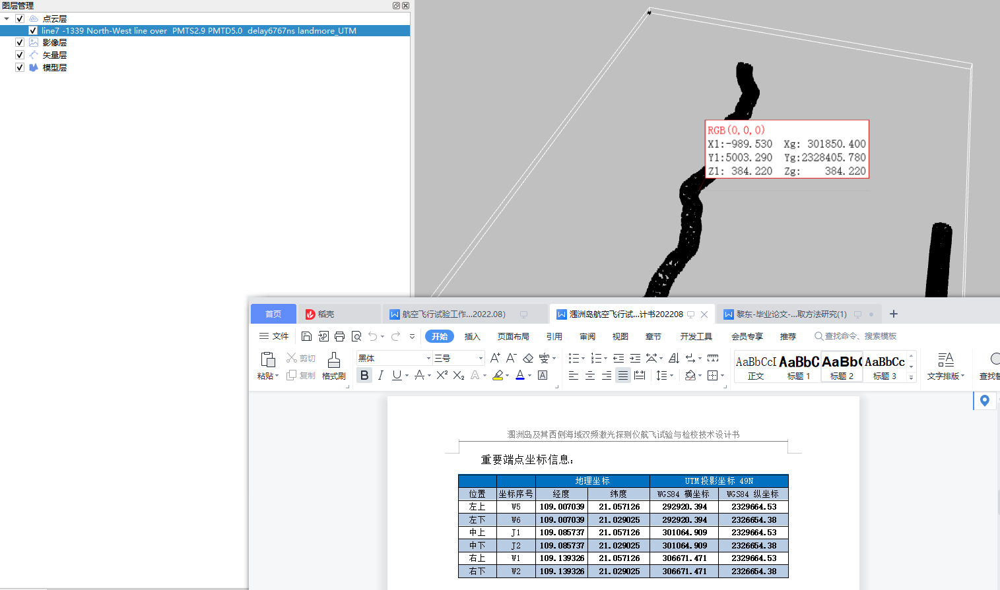 图层管理
点云层
line7 -1339 North-West line over  PMTS2.9 PMTD5.0  delay6767ns landmore_UTM
影像层
矢量层
模型层
RGB(0,0,0)
X1:-989.530  Xg: 301850.400
Y1:5003.290  Yg:2328405.780
Z1: 384.220  Zg:    384.220
首页 稻壳 航空飞行试验工作...2022.08) 涠洲岛航空飞行试...计书202208 黎东-毕业论文-...取方法研究(1)
文件 开始 插入 页面布局 引用 审阅 视图 章节 开发工具 会员专享 推荐 查找命令、搜索模板
剪切 黑体 三号 AaBbCcI AaBbC AaBb AaBbCc
粘贴 复制 格式刷 正文 标题 1 标题 2 标题 3 文字排版 查找
涠洲岛及其西侧海域双频激光探测仪航飞试验与检校技术设计书
重要端点坐标信息：
地理坐标 UTM投影坐标 49N
位置 坐标序号 经度 纬度 WGS84 横坐标 WGS84 纵坐标
左上 W5 109.007039 21.057126 292920.394 2329664.53
左下 W6 109.007039 21.029025 292920.394 2326654.38
中上 J1 109.085737 21.057126 301064.909 2329664.53
中下 J2 109.085737 21.029025 301064.909 2326654.38
右上 W1 109.139326 21.057126 306671.471 2329664.53
右下 W2 109.139326 21.029025 306671.471 2326654.38